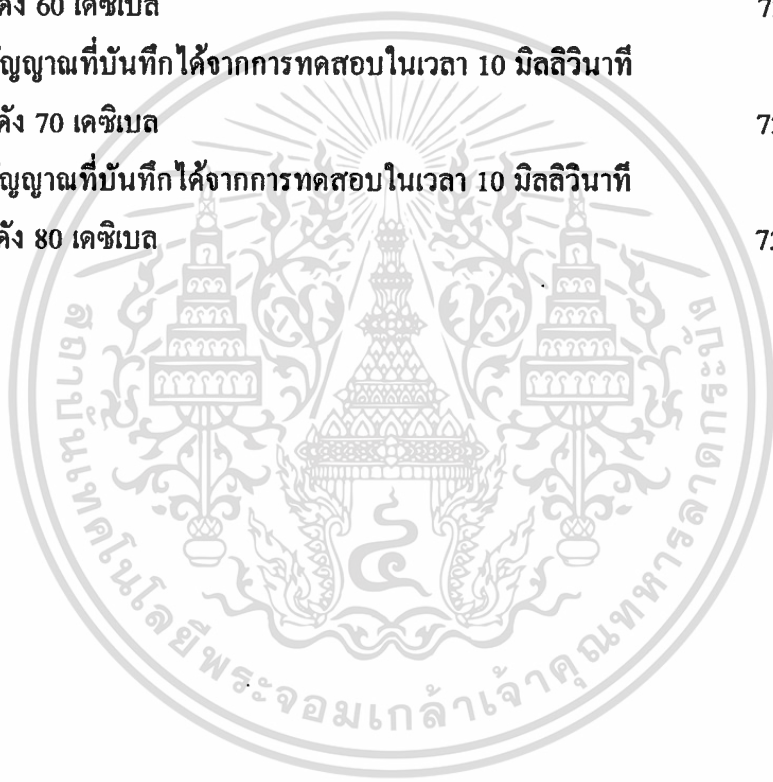 ดัง 60 เดซิเบล 7
ัญญาณที่บันทึกได้จากการทดสอบในเวลา 10 มิลลิวินาที
ดัง 70 เดซิเบล 7
ัญญาณที่บันทึกได้จากการทดสอบในเวลา 10 มิลลิวินาที
ดัง 80 เดซิเบล 7
สถาบันเทคโนโลยีพระจอมเกล้าเจ้าคุณทหารลาดกระบัง